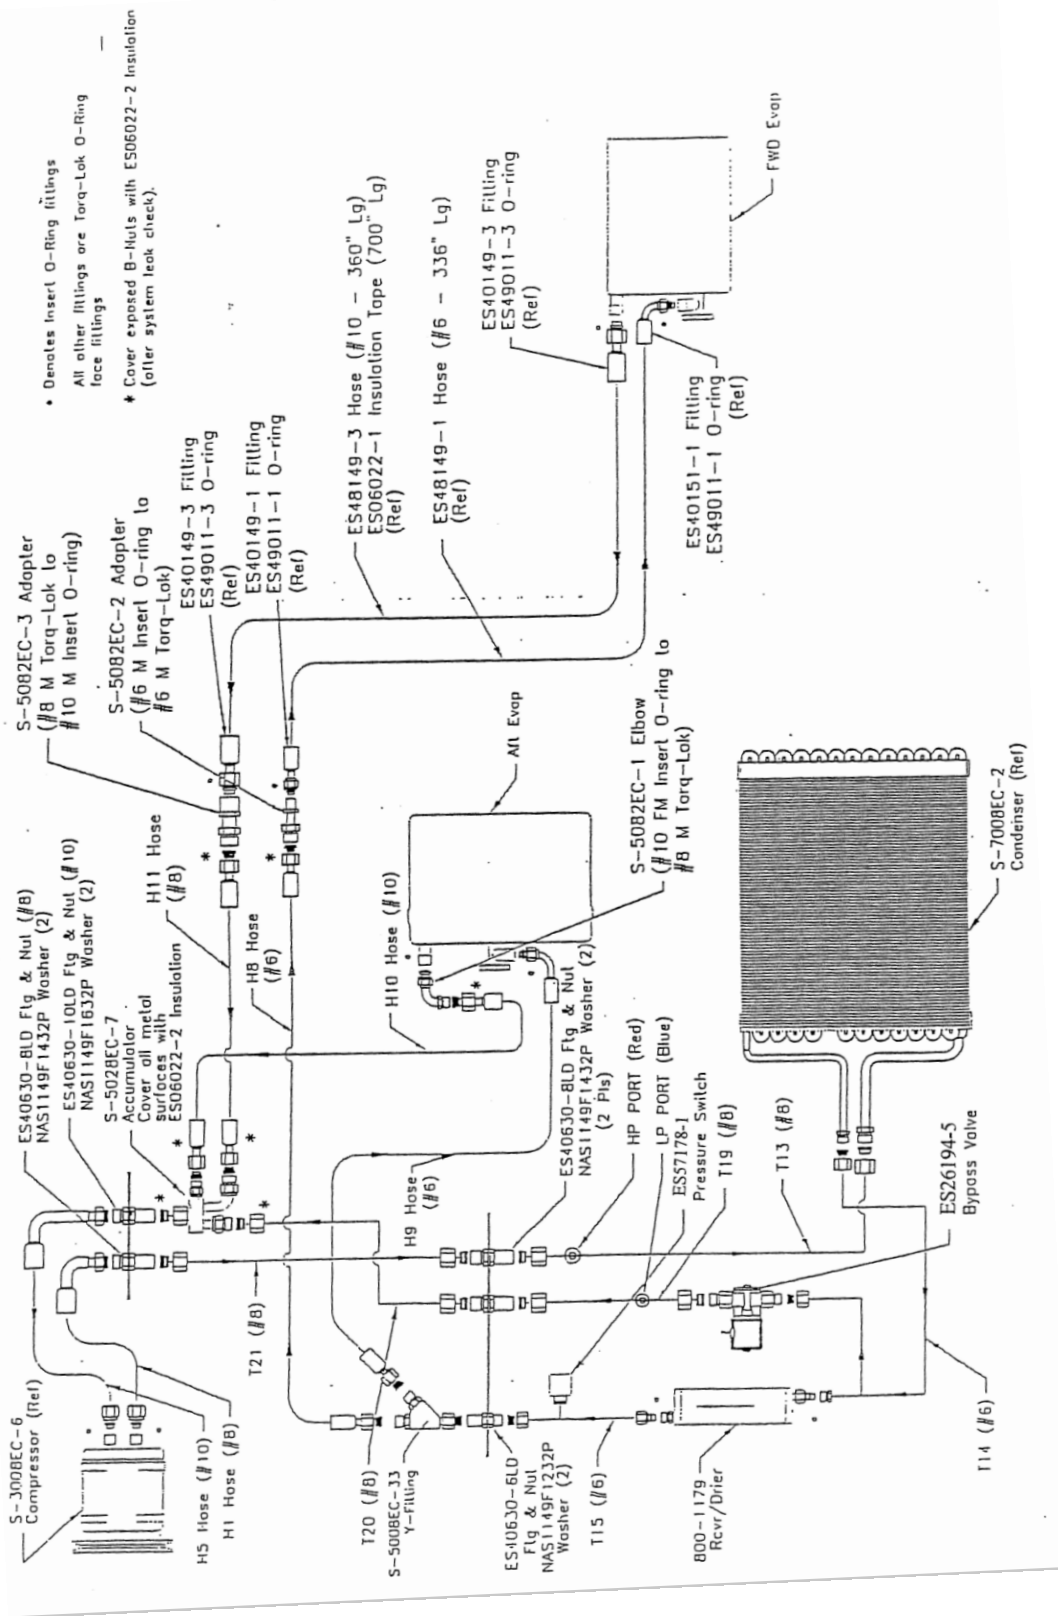 • Denotes Insert O-Ring fittings
All other fittings are Torq-Lok O-Ring
face fittings
* Cover exposed B-Nuts with ES06022-2 Insulation
(after system leak check).
S-5082EC-3 Adapter
(#8 M Torq-Lok to
#10 M Insert O-ring)
S-5082EC-2 Adapter
(#6 M Insert O-ring to
#6 M Torq-Lok)
ES40149-3 Fitting
ES49011-3 O-ring
(Ref)
ES40149-1 Fitting
ES49011-1 O-ring
(Ref)
ES48149-3 Hose (#10 - 360" Lg)
ES06022-1 Insulation Tape (700" Lg)
(Ref)
ES48149-1 Hose (#6 - 336" Lg)
(Ref)
ES40149-3 Fitting
ES49011-3 O-ring
(Ref)
FWD Evap
ES40151-1 Fitting
ES49011-1 O-ring
(Ref)
ES40630-8LD Ftg & Nut (#8)
NAS1149F1432P Washer (2)
ES40630-10LD Ftg & Nut (#10)
NAS1149F1632P Washer (2)
S-5028EC-7
Accumulator
Cover all metal
surfaces with
ES06022-2 Insulation
H11 Hose
(#8)
H8 Hose
(#6)
H10 Hose (#10)
Aft Evap
S-5082EC-1 Elbow
(#10 FM Insert O-ring to
#8 M Torq-Lok)
S-7008EC-2
Condenser (Ref)
S-3008EC-6
Compressor (Ref)
H5 Hose (#10)
H1 Hose (#8)
T21 (#8)
H9 Hose
(#6)
ES40630-8LD Ftg & Nut
NAS1149F1432P Washer (2)
(2 Pls)
HP PORT (Red)
LP PORT (Blue)
ES57178-1
Pressure Switch
T19 (#8)
T13 (#8)
ES26194-5
Bypass Valve
T20 (#8)
S-5008EC-33
Y-Fitting
ES40630-6LD
Ftg & Nut
NAS1149F1232P
Washer (2)
T15 (#6)
800-1179
Rcvr/Drier
T14 (#6)